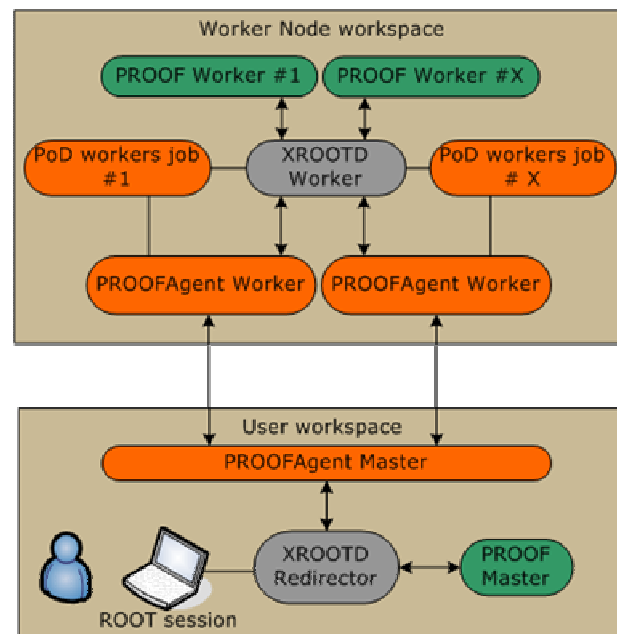 Worker Node workspace
PROOF Worker #1
PROOF Worker #X
PoD workers job
#1
XROOTD
Worker
PoD workers job
# X
PROOFAgent Worker
PROOFAgent Worker
User workspace
PROOFAgent Master
XROOTD
Redirector
PROOF
Master
ROOT session